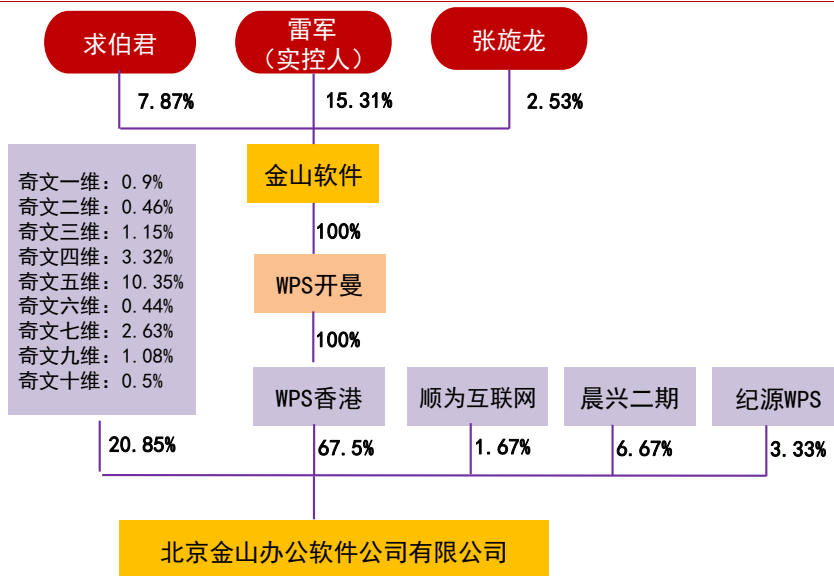 求伯君
雷军
（实控人）
张旋龙
7.87%
15.31%
2.53%
奇文一维：0.9%
奇文二维：0.46%
奇文三维：1.15%
奇文四维：3.32%
奇文五维：10.35%
奇文六维：0.44%
奇文七维：2.63%
奇文九维：1.08%
奇文十维：0.5%
金山软件
100%
WPS开曼
100%
WPS香港
顺为互联网
晨兴二期
纪源WPS
20.85%
67.5%
1.67%
6.67%
3.33%
北京金山办公软件公司有限公司